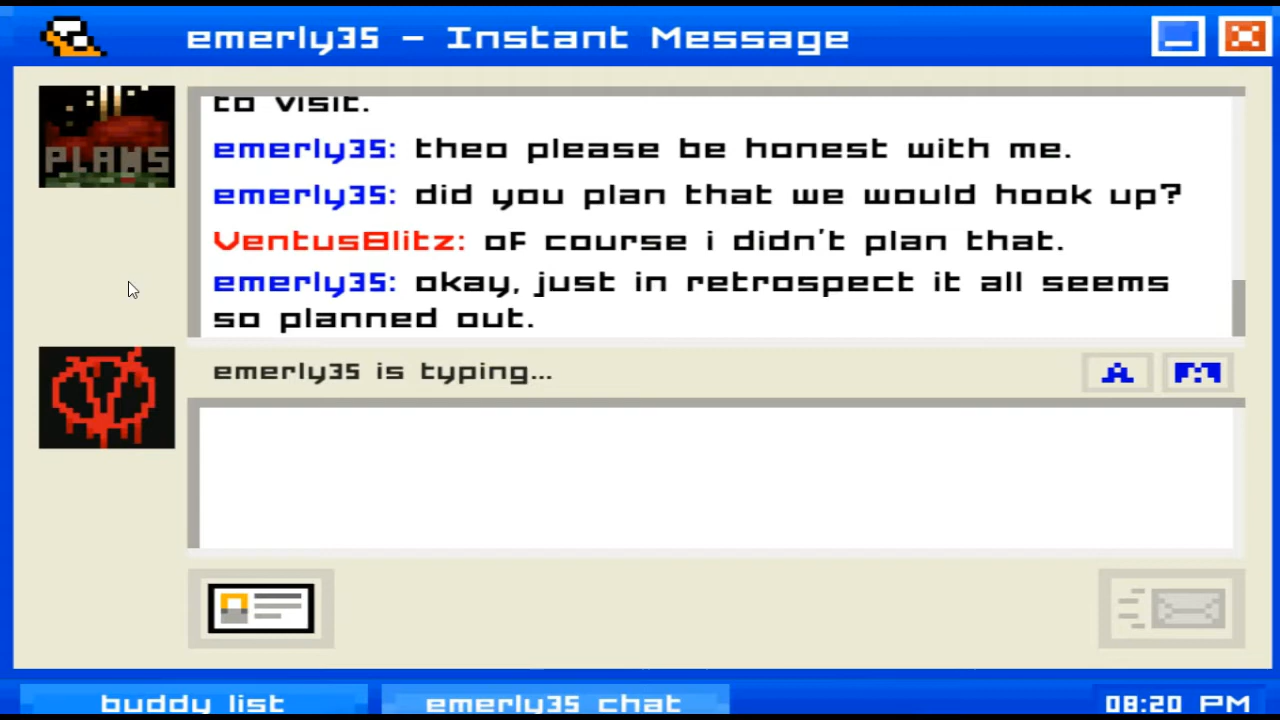 emerly35 - Instant Message
to visit.
emerly35: theo please be honest with me.
emerly35: did you plan that we would hook up?
VentusBlitz: of course i didn't plan that.
emerly35: okay, just in retrospect it all seems
so planned out.
PLANS
emerly35 is typing...
A
buddy list
emerly35 chat
08:20 PM